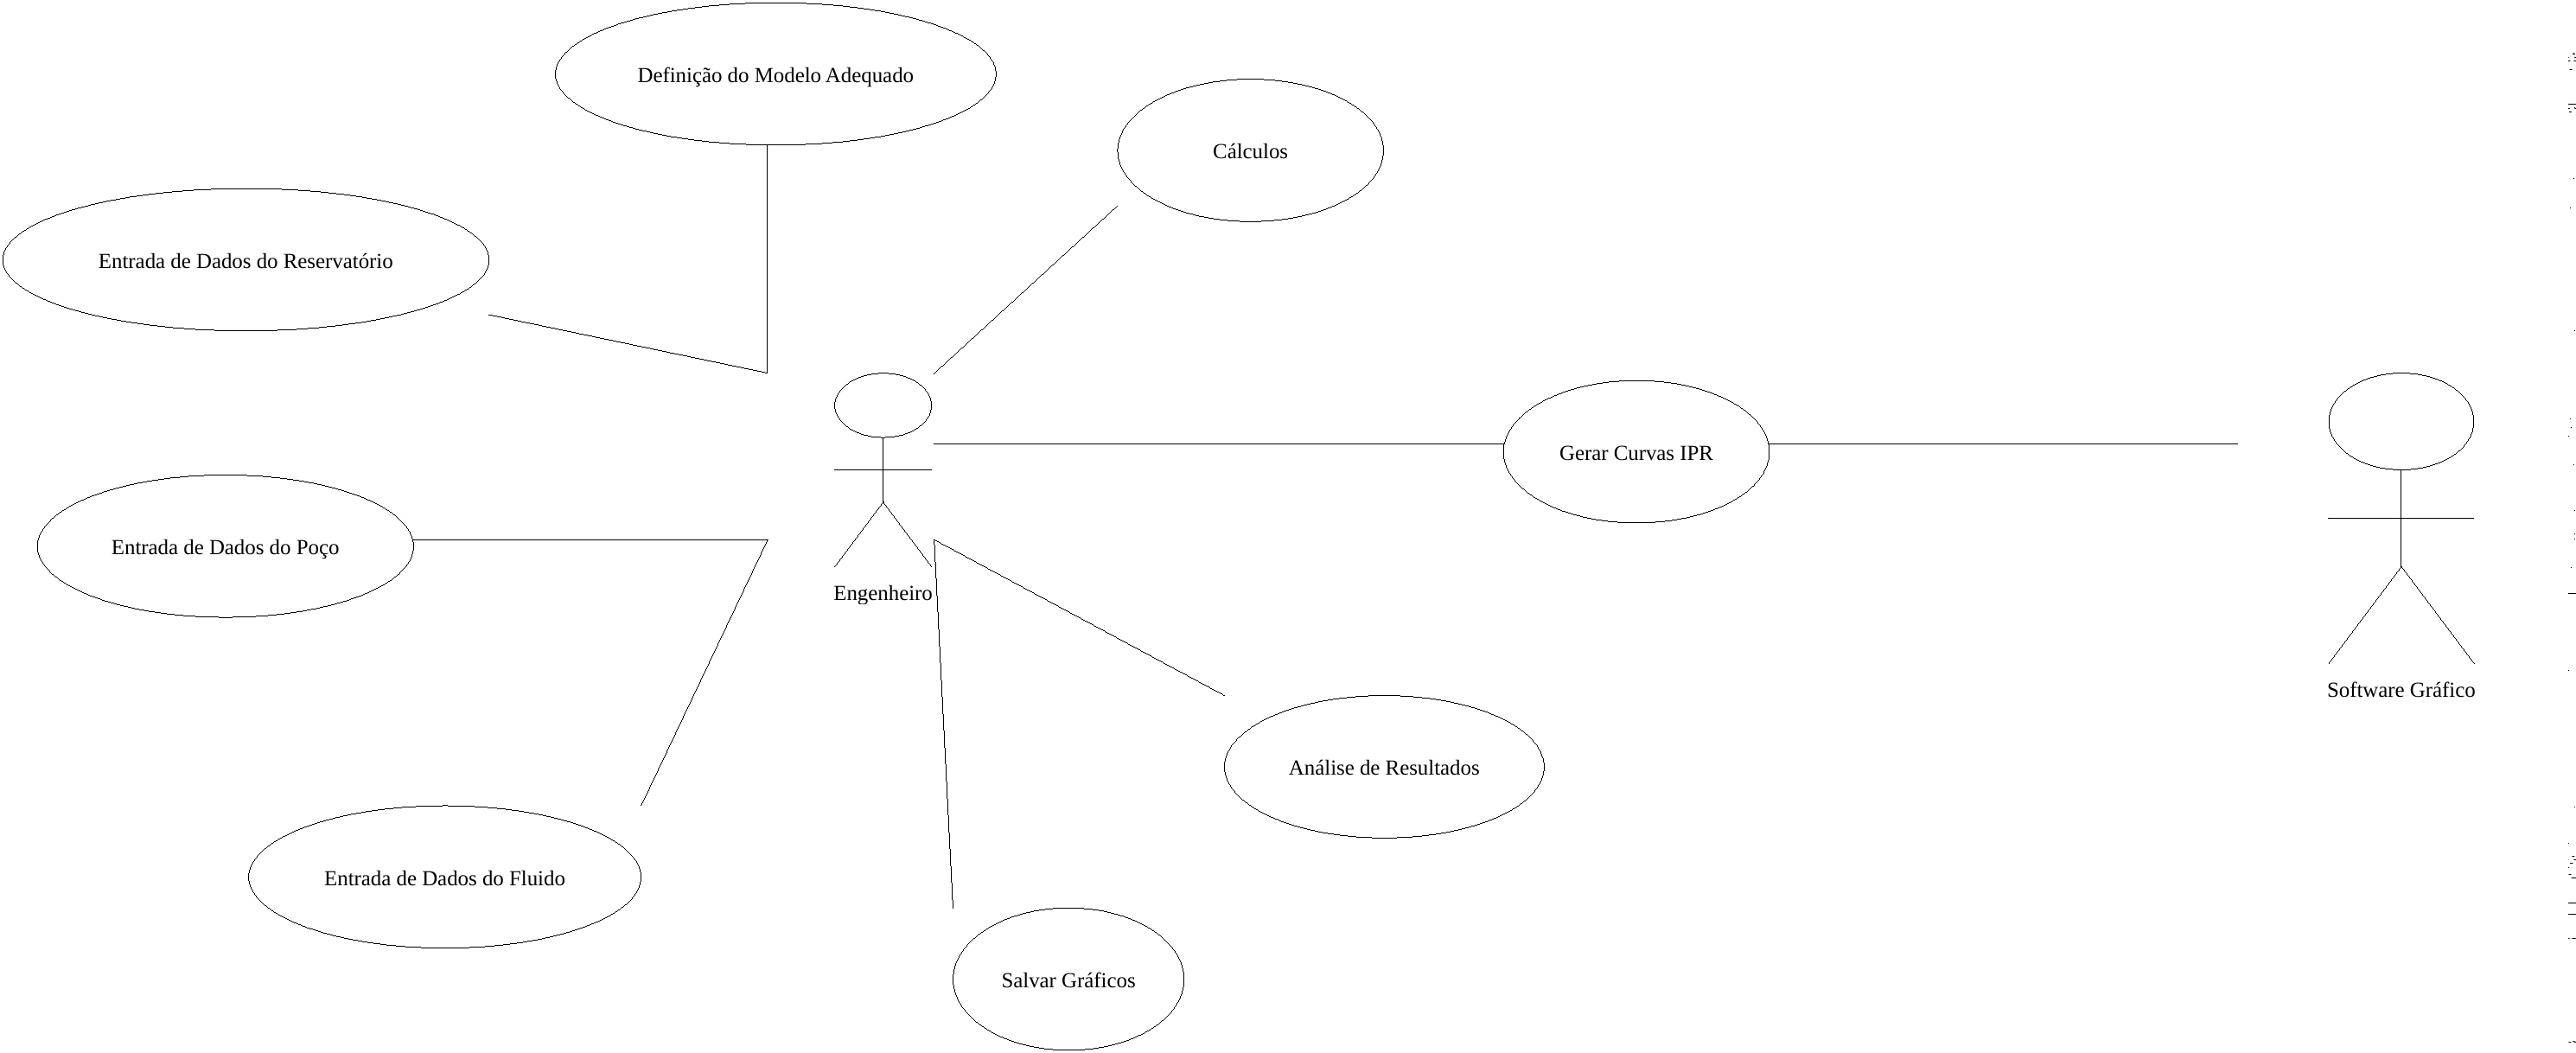 Definição do Modelo Adequado
Cálculos
Entrada de Dados do Reservatório
Gerar Curvas IPR
Entrada de Dados do Poço
Engenheiro
Software Gráfico
Análise de Resultados
Entrada de Dados do Fluido
Salvar Gráficos